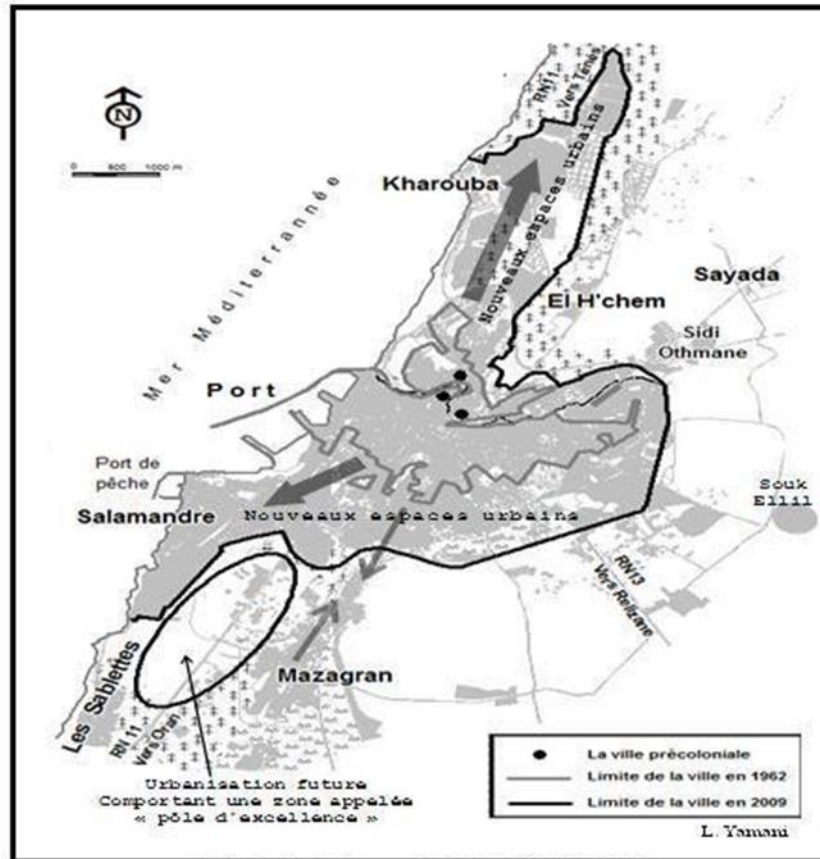 N
0 500 1000 m
RN11
Vers Ténès
Kharouba
Nouveaux espaces urbains
Mer Méditerrannée
Sayada
El H'chem
Sidi
Othmane
Port
Port de
pêche
Souk
Ellil
Salamandre
Nouveaux espaces urbains
RN13
Vers Relizane
Mazagran
Les Sablettes
RN 11
Vers Oran
Urbanisation future
Comportant une zone appelée
« pôle d'excellence »
La ville prècoloniale
Limite de la ville en 1962
Limite de la ville en 2009
L. Yamani